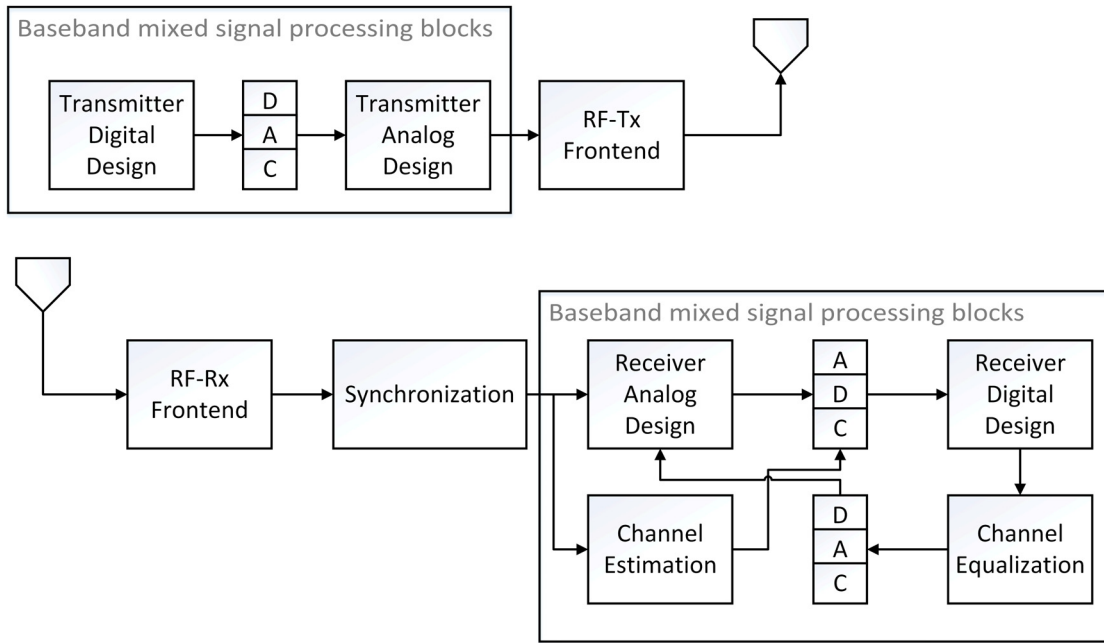 Baseband mixed signal processing blocks
Transmitter
Digital
Design
D
A
C
Transmitter
Analog
Design
RF-Tx
Frontend
Baseband mixed signal processing blocks
RF-Rx
Frontend
Synchronization
Receiver
Analog
Design
A
D
C
Receiver
Digital
Design
Channel
Estimation
D
A
C
Channel
Equalization